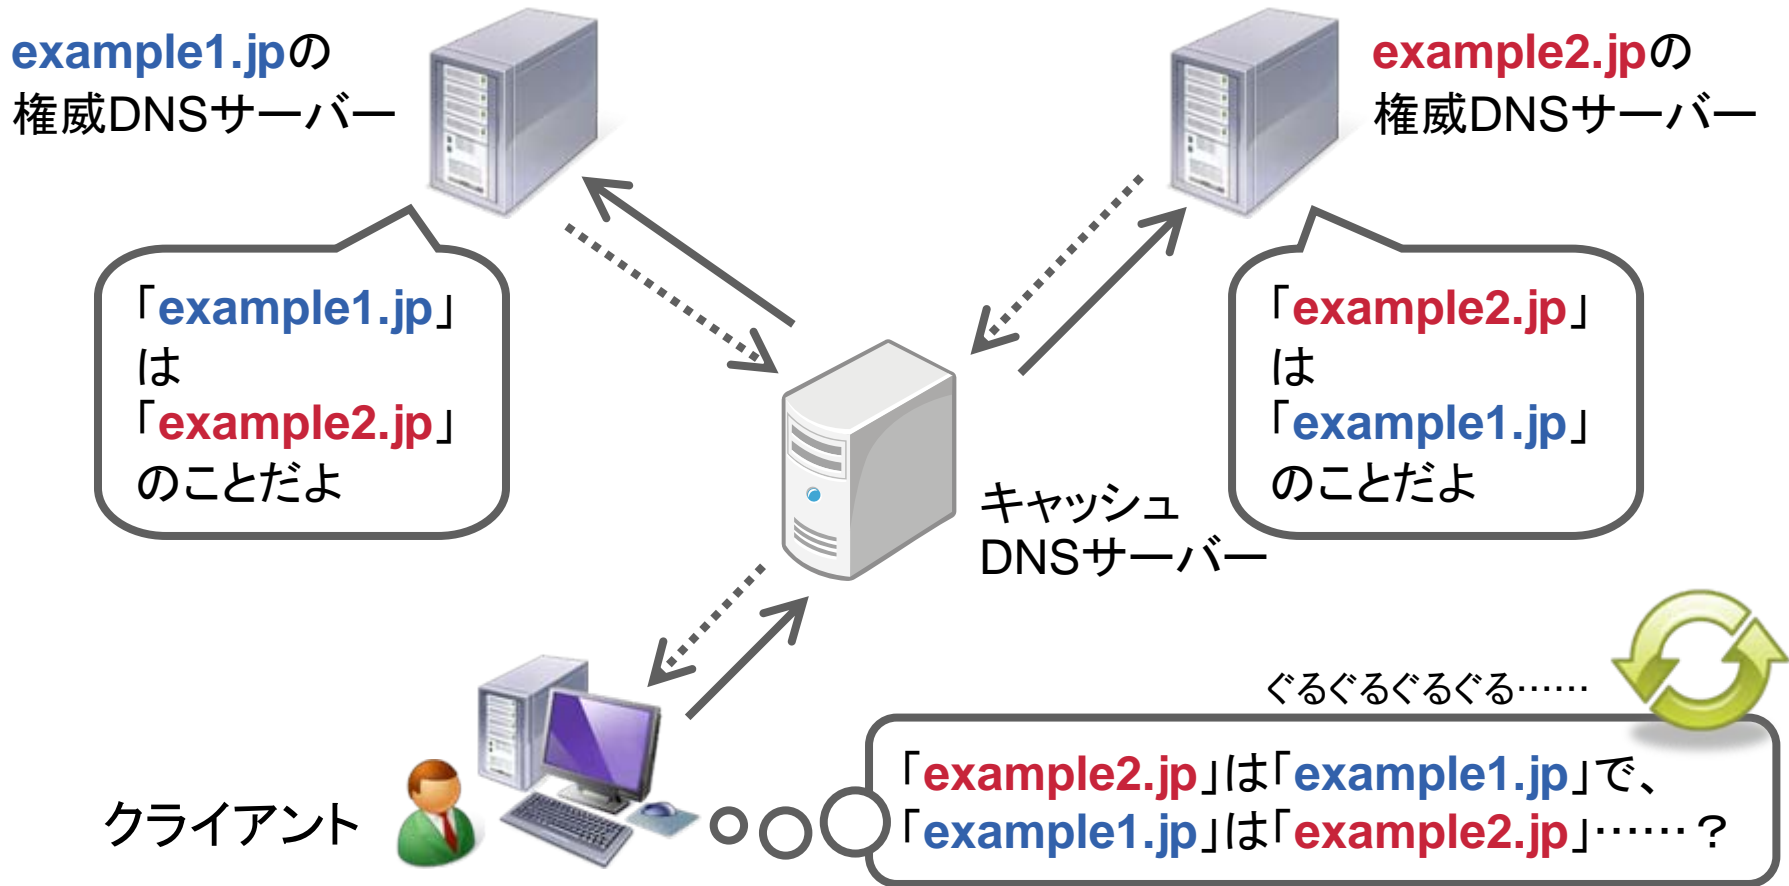 example1.jpの
権威DNSサーバー
example2.jpの
権威DNSサーバー
「example1.jp」
は
「example2.jp」
のことだよ
「example2.jp」
は
「example1.jp」
のことだよ
キャッシュ
DNSサーバー
ぐるぐるぐるぐる……
クライアント
「example2.jp」は「example1.jp」で、
「example1.jp」は「example2.jp」……？